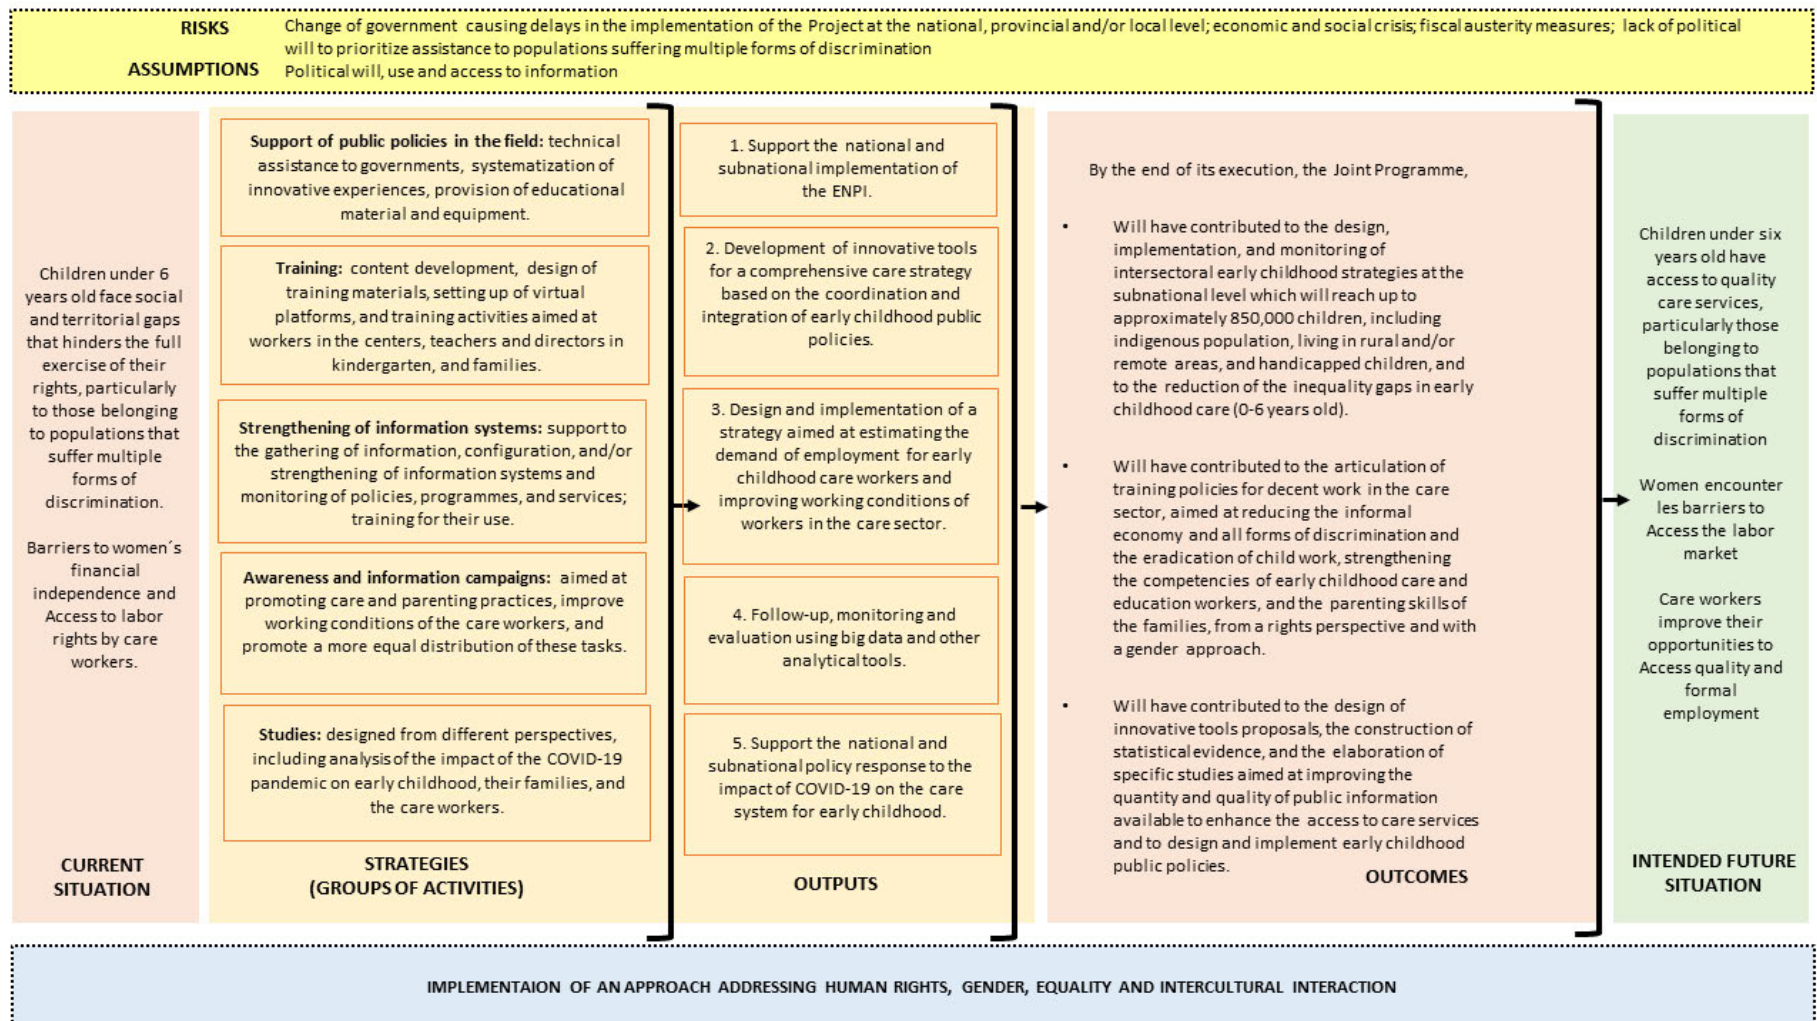 RISKS
Change of government causing delays in the implementation of the Project at the national, provincial and/or local level; economic and social crisis; fiscal austerity measures; lack of political
will to prioritize assistance to populations suffering multiple forms of discrimination
ASSUMPTIONS
Political will, use and access to information
Children under 6
years old face social
and territorial gaps
that hinders the full
exercise of their
rights, particularly
to those belonging
to populations that
suffer multiple
forms of
discrimination.
Barriers to women´s
financial
independence and
Access to labor
rights by care
workers.
CURRENT
SITUATION
Support of public policies in the field: technical
assistance to governments, systematization of
innovative experiences, provision of educational
material and equipment.
Training: content development, design of
training materials, setting up of virtual
platforms, and training activities aimed at
workers in the centers, teachers and directors in
kindergarten, and families.
Strengthening of information systems: support to
the gathering of information, configuration, and/or
strengthening of information systems and
monitoring of policies, programmes, and services;
training for their use.
Awareness and information campaigns: aimed at
promoting care and parenting practices, improve
working conditions of the care workers, and
promote a more equal distribution of these tasks.
Studies: designed from different perspectives,
including analysis of the impact of the COVID-19
pandemic on early childhood, their families, and
the care workers.
STRATEGIES
(GROUPS OF ACTIVITIES)
1. Support the national and
subnational implementation of
the ENPI.
2. Development of innovative tools
for a comprehensive care strategy
based on the coordination and
integration of early childhood public
policies.
3. Design and implementation of a
strategy aimed at estimating the
demand of employment for early
childhood care workers and
improving working conditions of
workers in the care sector.
4. Follow-up, monitoring and
evaluation using big data and other
analytical tools.
5. Support the national and
subnational policy response to the
impact of COVID-19 on the care
system for early childhood.
OUTPUTS
By the end of its execution, the Joint Programme,
• Will have contributed to the design,
implementation, and monitoring of
intersectoral early childhood strategies at the
subnational level which will reach up to
approximately 850,000 children, including
indigenous population, living in rural and/or
remote areas, and handicapped children, and
to the reduction of the inequality gaps in early
childhood care (0-6 years old).
• Will have contributed to the articulation of
training policies for decent work in the care
sector, aimed at reducing the informal
economy and all forms of discrimination and
the eradication of child work, strengthening
the competencies of early childhood care and
education workers, and the parenting skills of
the families, from a rights perspective and with
a gender approach.
• Will have contributed to the design of
innovative tools proposals, the construction of
statistical evidence, and the elaboration of
specific studies aimed at improving the
quantity and quality of public information
available to enhance the access to care services
and to design and implement early childhood
public policies.
OUTCOMES
Children under six
years old have
access to quality
care services,
particularly those
belonging to
populations that
suffer multiple
forms of
discrimination
Women encounter
les barriers to
Access the labor
market
Care workers
improve their
opportunities to
Access quality and
formal
employment
INTENDED FUTURE
SITUATION
IMPLEMENTAION OF AN APPROACH ADDRESSING HUMAN RIGHTS, GENDER, EQUALITY AND INTERCULTURAL INTERACTION